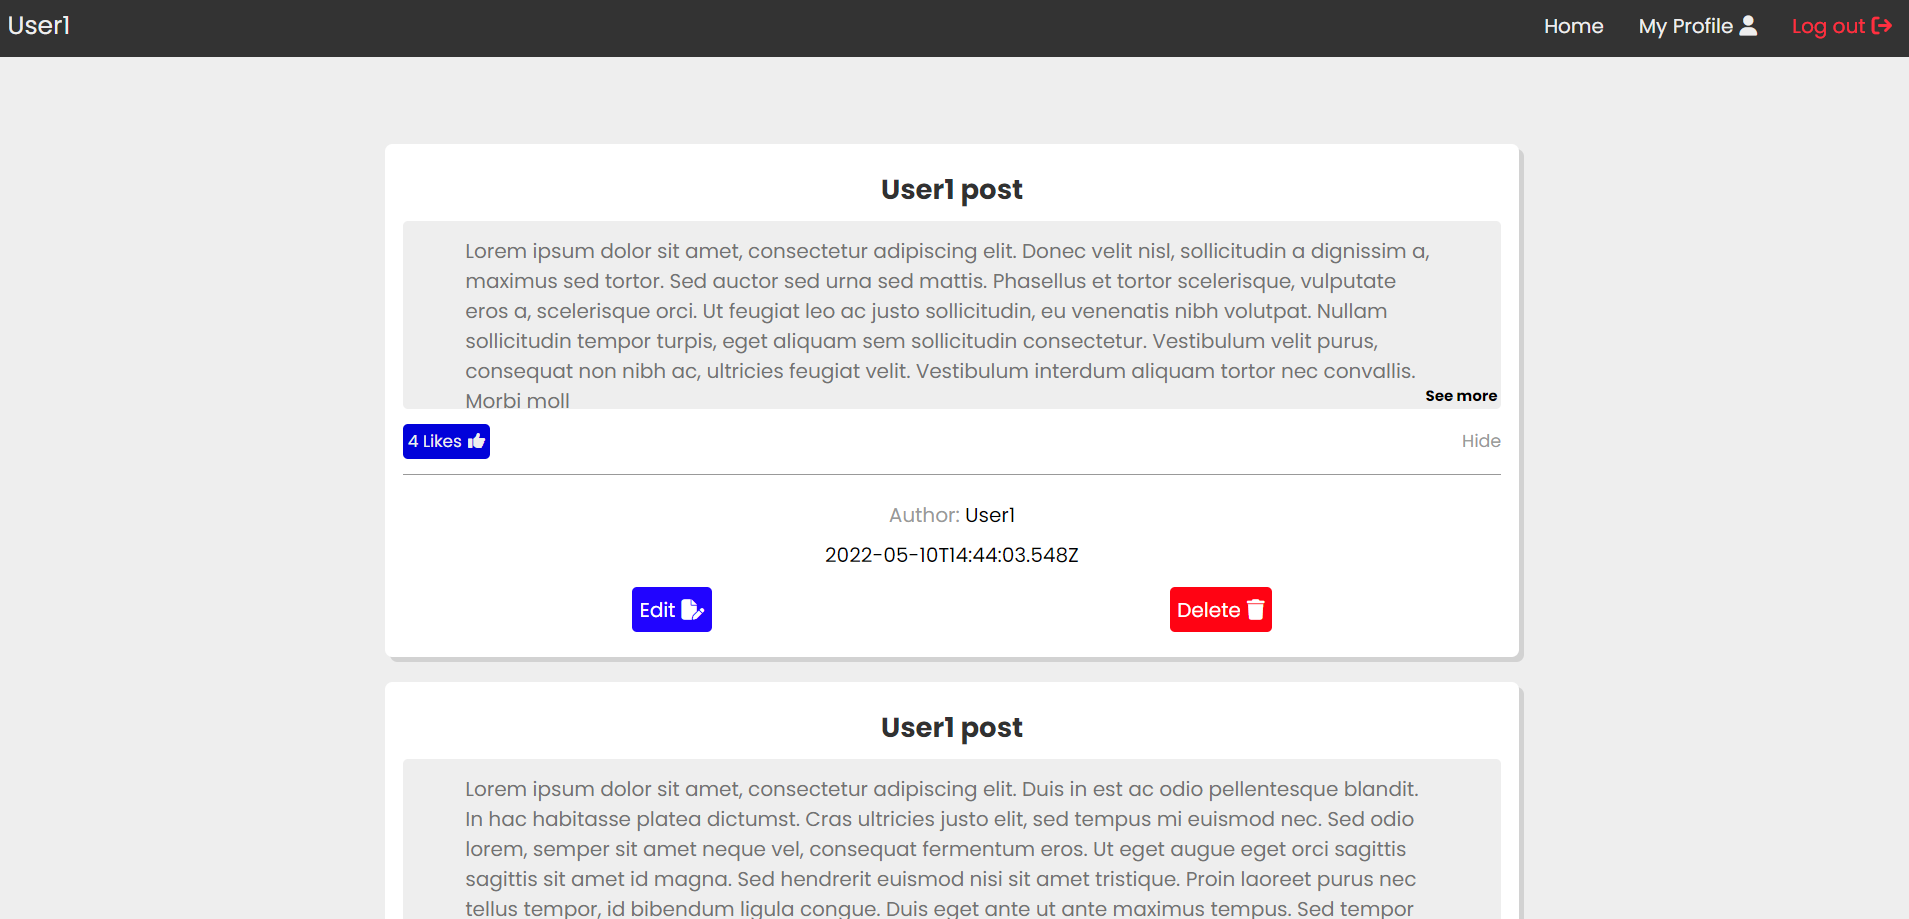 User1
Home My Profile Log out
User1 post
Lorem ipsum dolor sit amet, consectetur adipiscing elit. Donec velit nisl, sollicitudin a dignissim a,
maximus sed tortor. Sed auctor sed urna sed mattis. Phasellus et tortor scelerisque, vulputate
eros a, scelerisque orci. Ut feugiat leo ac justo sollicitudin, eu venenatis nibh volutpat. Nullam
sollicitudin tempor turpis, eget aliquam sem sollicitudin consectetur. Vestibulum velit purus,
consequat non nibh ac, ultricies feugiat velit. Vestibulum interdum aliquam tortor nec convallis.
Morbi moll
See more
4 Likes
Hide
Author: User1
2022-05-10T14:44:03.548Z
Edit
Delete
User1 post
Lorem ipsum dolor sit amet, consectetur adipiscing elit. Duis in est ac odio pellentesque blandit.
In hac habitasse platea dictumst. Cras ultricies justo elit, sed tempus mi euismod nec. Sed odio
lorem, semper sit amet neque vel, consequat fermentum eros. Ut eget augue eget orci sagittis
sagittis sit amet id magna. Sed hendrerit euismod nisi sit amet tristique. Proin laoreet purus nec
tellus tempor, id bibendum ligula congue. Duis eget ante ut ante maximus tempus. Sed tempor